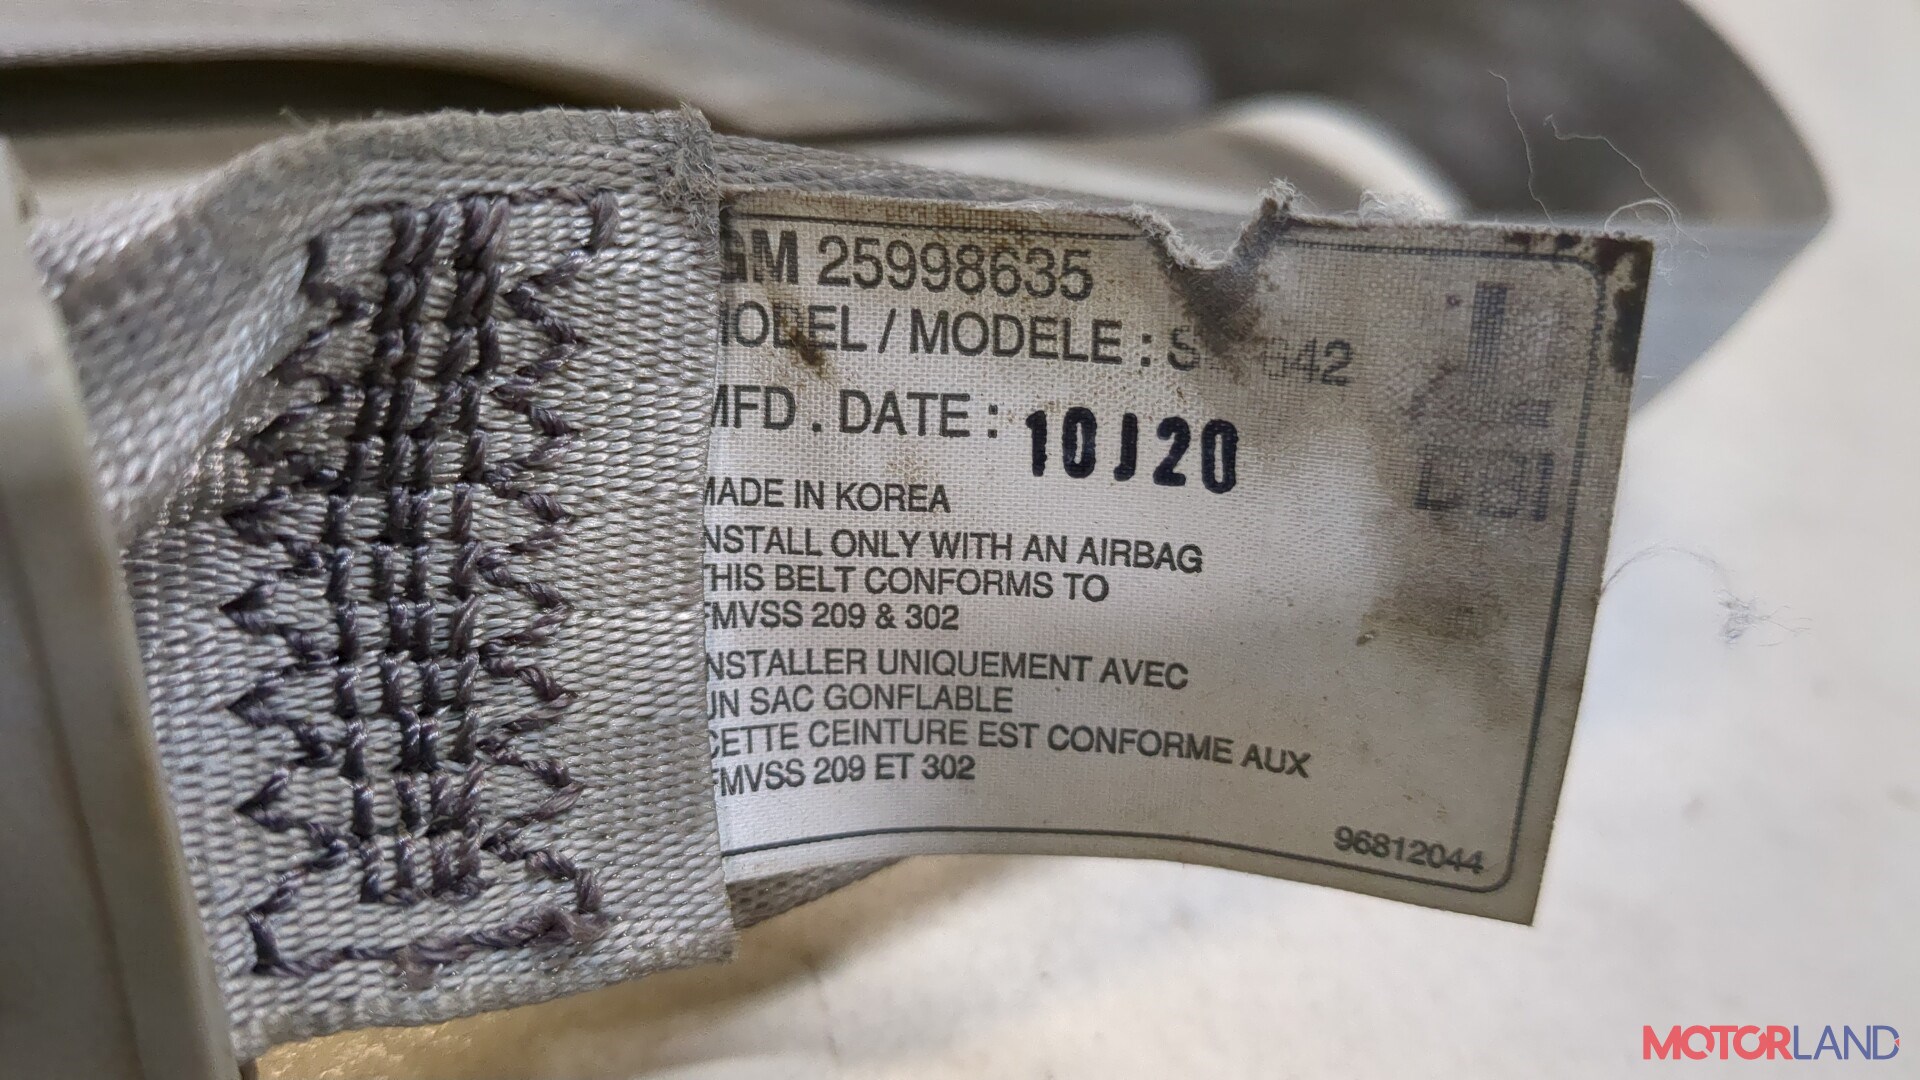 GM 25998635
MODEL / MODELE :
MFD. DATE : 10J20
MADE IN KOREA
INSTALL ONLY WITH AN AIRBAG
THIS BELT CONFORMS TO
FMVSS 209 & 302
INSTALLER UNIQUEMENT AVEC
UN SAC GONFLABLE
CETTE CEINTURE EST CONFORME AUX
FMVSS 209 ET 302
96812044
MOTORLAND